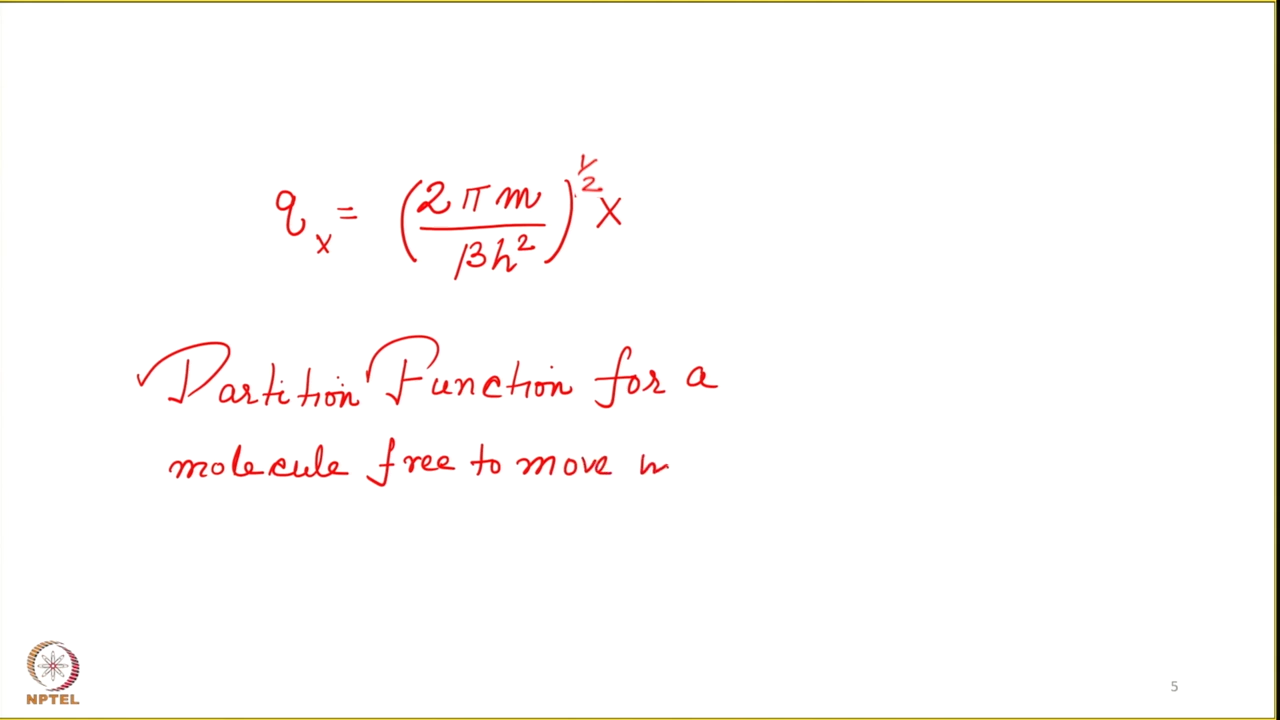 q_x = (2πm / βh²)^½ X
Partition Function for a
molecule free to move
NPTEL
5